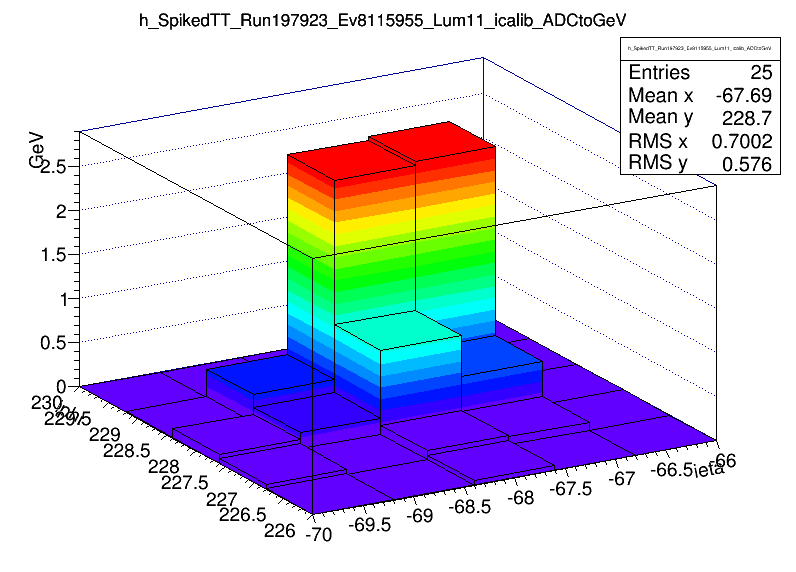 h_SpikedTT_Run197923_Ev8115955_Lum11_icalib_ADCtoGeV
h_SpikedTT_Run197923_Ev8115955_Lum11_icalib_ADCtoGeV
Entries 25
Mean x -67.69
Mean y 228.7
RMS x 0.7002
RMS y 0.576
GeV
2.5
2
1.5
1
0.5
0
230
229.5
229
228.5
228
227.5
227
226.5
226
-70
-69.5
-69
-68.5
-68
-67.5
-67
-66.5
-66
ieta